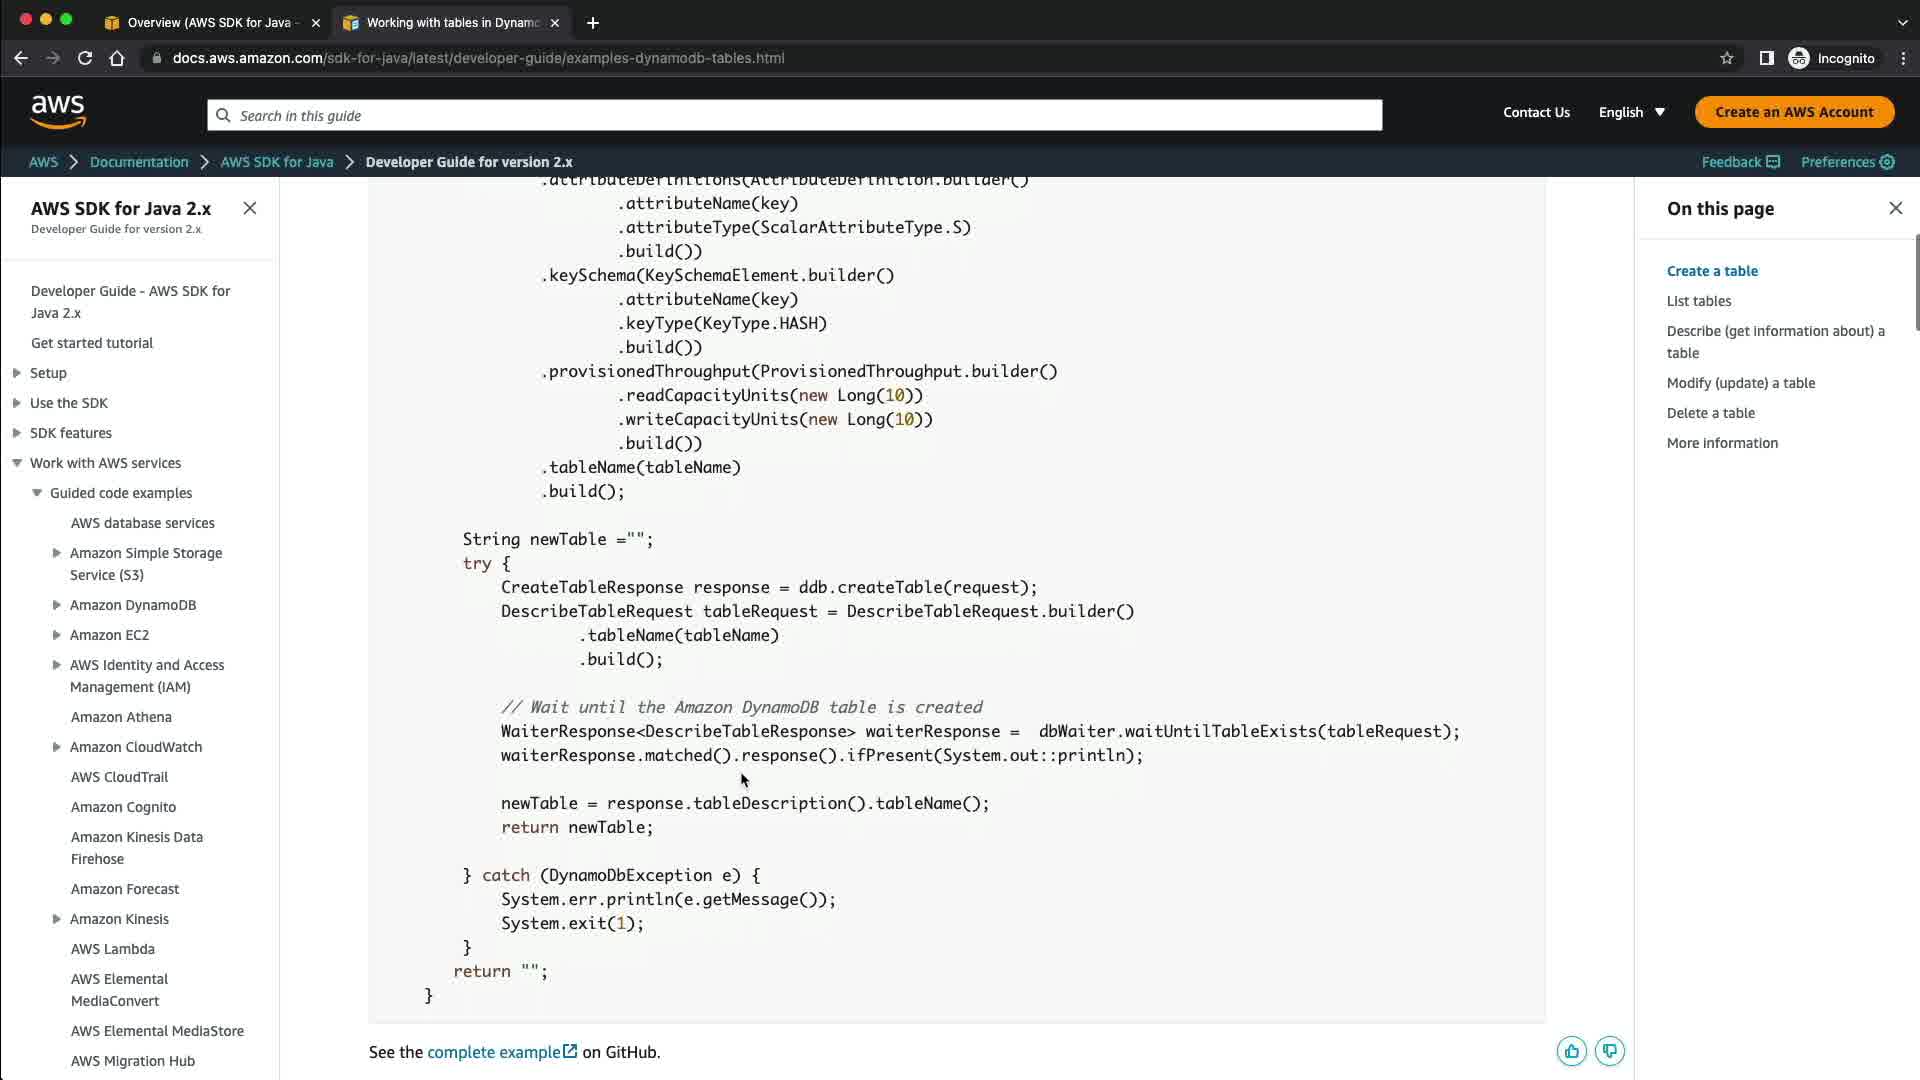 Overview (AWS SDK for Java -
Working with tables in Dynamo
docs.aws.amazon.com/sdk-for-java/latest/developer-guide/examples-dynamodb-tables.html
Incognito
aws
Search in this guide
Contact Us
English
Create an AWS Account
AWS
Documentation
AWS SDK for Java
Developer Guide for version 2.x
Feedback
Preferences
AWS SDK for Java 2.x
Developer Guide for version 2.x
Developer Guide - AWS SDK for
Java 2.x
Get started tutorial
Setup
Use the SDK
SDK features
Work with AWS services
Guided code examples
AWS database services
Amazon Simple Storage
Service (S3)
Amazon DynamoDB
Amazon EC2
AWS Identity and Access
Management (IAM)
Amazon Athena
Amazon CloudWatch
AWS CloudTrail
Amazon Cognito
Amazon Kinesis Data
Firehose
Amazon Forecast
Amazon Kinesis
AWS Lambda
AWS Elemental
MediaConvert
AWS Elemental MediaStore
AWS Migration Hub
.attributeDefinitions(AttributeDefinition.builder()
.attributeName(key)
.attributeType(ScalarAttributeType.S)
.build())
.keySchema(KeySchemaElement.builder()
.attributeName(key)
.keyType(KeyType.HASH)
.build())
.provisionedThroughput(ProvisionedThroughput.builder()
.readCapacityUnits(new Long(10))
.writeCapacityUnits(new Long(10))
.build())
.tableName(tableName)
.build();
String newTable ="";
try {
CreateTableResponse response = ddb.createTable(request);
DescribeTableRequest tableRequest = DescribeTableRequest.builder()
.tableName(tableName)
.build();
// Wait until the Amazon DynamoDB table is created
WaiterResponse<DescribeTableResponse> waiterResponse =  dbWaiter.waitUntilTableExists(tableRequest);
waiterResponse.matched().response().ifPresent(System.out::println);
newTable = response.tableDescription().tableName();
return newTable;
} catch (DynamoDbException e) {
System.err.println(e.getMessage());
System.exit(1);
}
return "";
}
See the complete example on GitHub.
On this page
Create a table
List tables
Describe (get information about) a
table
Modify (update) a table
Delete a table
More information